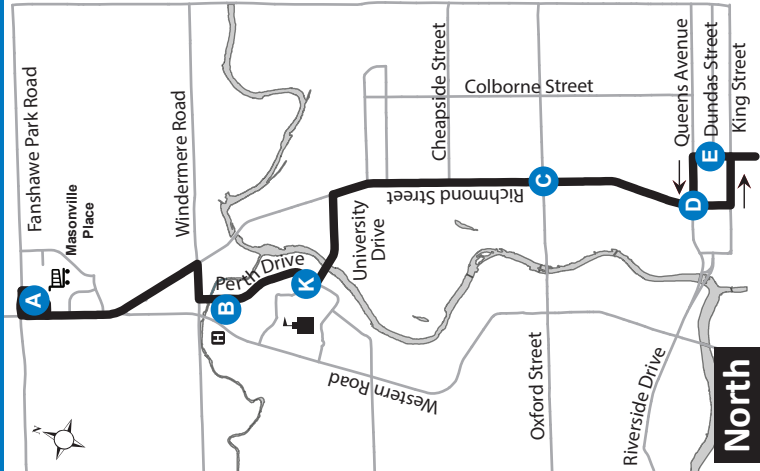 Fanshawe Park Road
Masonville
Place
A
N
Windermere Road
Perth Drive
B
H
K
University
Drive
Western Road
Richmond Street
Cheapside Street
Colborne Street
C
Oxford Street
Queens Avenue
Dundas Street
King Street
D
E
Riverside Drive
North